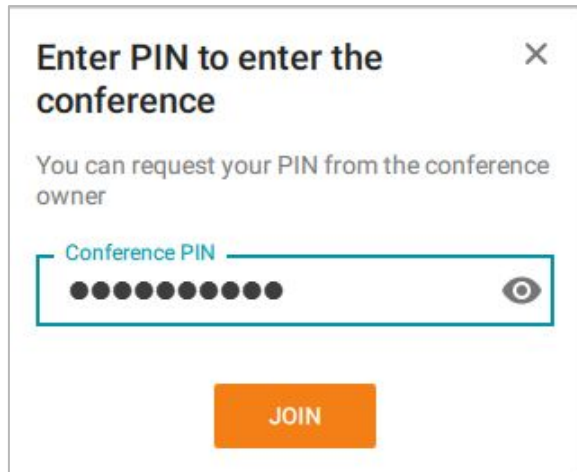 Enter PIN to enter the
conference
You can request your PIN from the conference
owner
Conference PIN
●●●●●●●●●●
JOIN